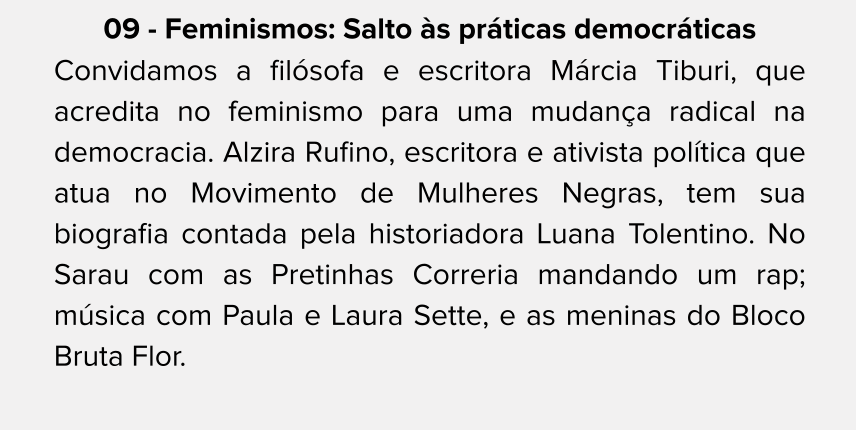 09 - Feminismos: Salto às práticas democráticas
Convidamos a filósofa e escritora Márcia Tiburi, que
acredita no feminismo para uma mudança radical na
democracia. Alzira Rufino, escritora e ativista política que
atua no Movimento de Mulheres Negras, tem sua
biografia contada pela historiadora Luana Tolentino. No
Sarau com as Pretinhas Correria mandando um rap;
música com Paula e Laura Sette, e as meninas do Bloco
Bruta Flor.